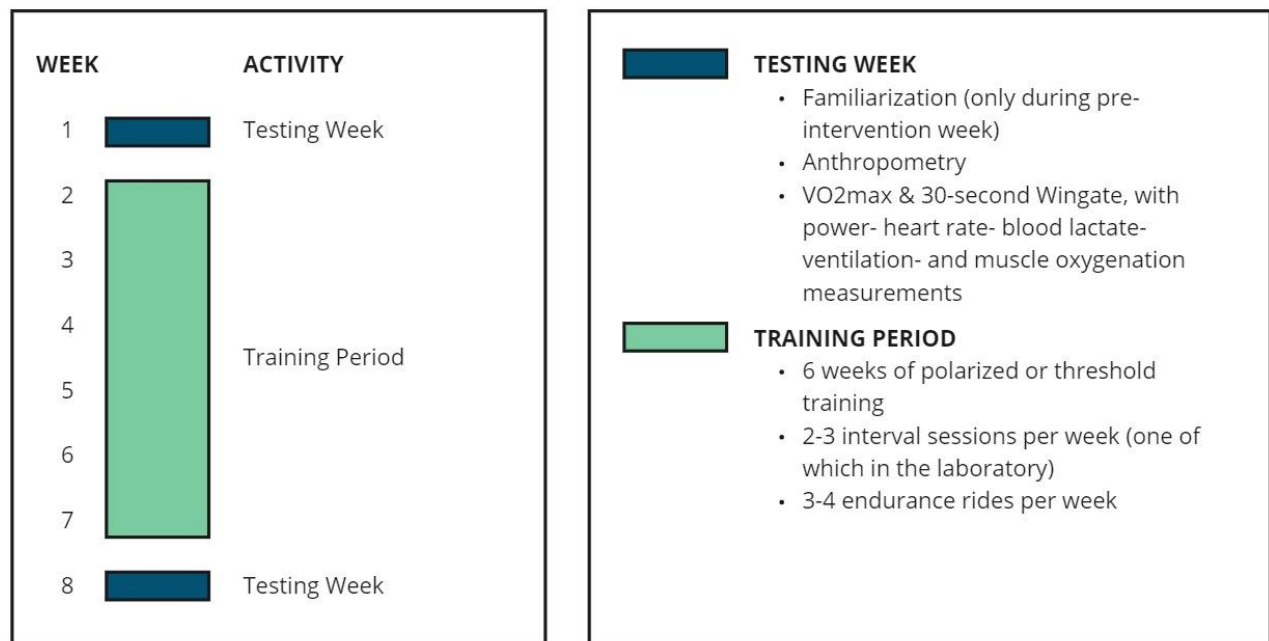 WEEK ACTIVITY
1 Testing Week
2
3
4
Training Period
5
6
7
8 Testing Week
TESTING WEEK
• Familiarization (only during pre-
intervention week)
• Anthropometry
• VO2max & 30-second Wingate, with
power- heart rate- blood lactate-
ventilation- and muscle oxygenation
measurements
TRAINING PERIOD
• 6 weeks of polarized or threshold
training
• 2-3 interval sessions per week (one of
which in the laboratory)
• 3-4 endurance rides per week